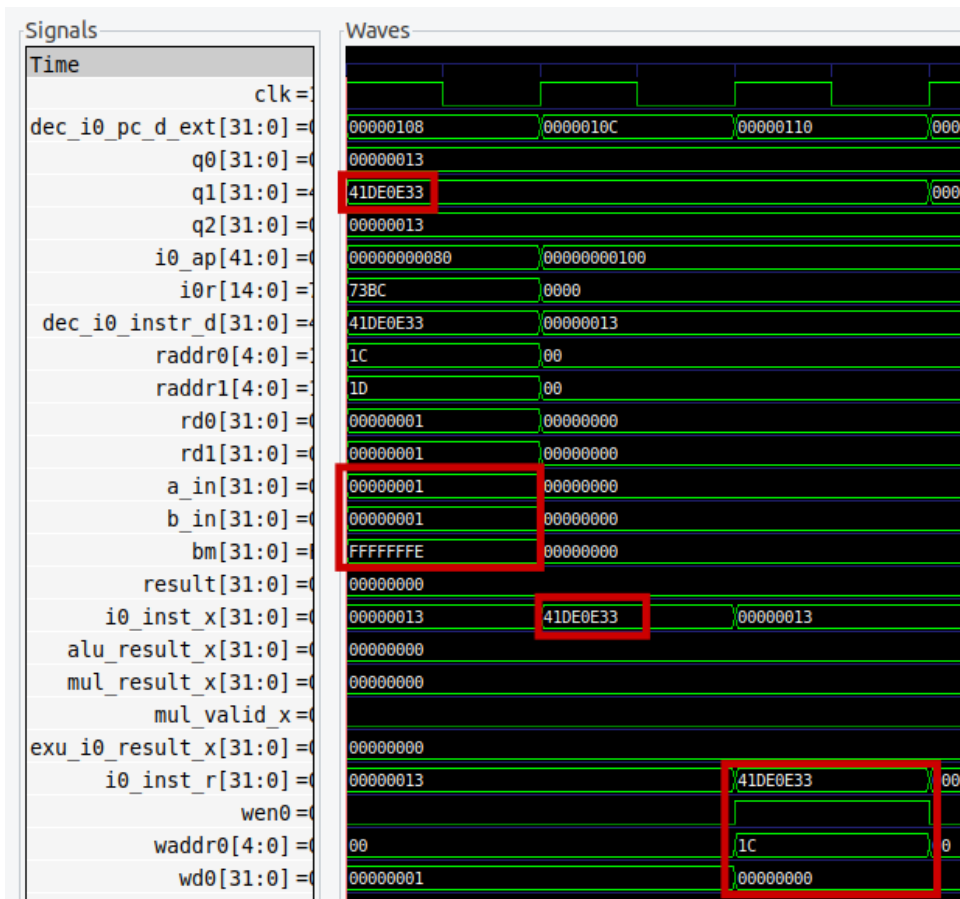 Signals Waves
Time
clk =
dec_i0_pc_d_ext[31:0] = 00000108 0000010C 00000110 000
q0[31:0] = 00000013
q1[31:0] = 41DE0E33 000
q2[31:0] = 00000013
i0_ap[41:0] = 00000000080 00000000100
i0r[14:0] = 73BC 0000
dec_i0_instr_d[31:0] = 41DE0E33 00000013
raddr0[4:0] = 1C 00
raddr1[4:0] = 1D 00
rd0[31:0] = 00000001 00000000
rd1[31:0] = 00000001 00000000
a_in[31:0] = 00000001 00000000
b_in[31:0] = 00000001 00000000
bm[31:0] = FFFFFFFE 00000000
result[31:0] = 00000000
i0_inst_x[31:0] = 00000013 41DE0E33 00000013
alu_result_x[31:0] = 00000000
mul_result_x[31:0] = 00000000
mul_valid_x =
exu_i0_result_x[31:0] = 00000000
i0_inst_r[31:0] = 00000013 41DE0E33 00
wen0 =
waddr0[4:0] = 00 1C 0
wd0[31:0] = 00000001 00000000